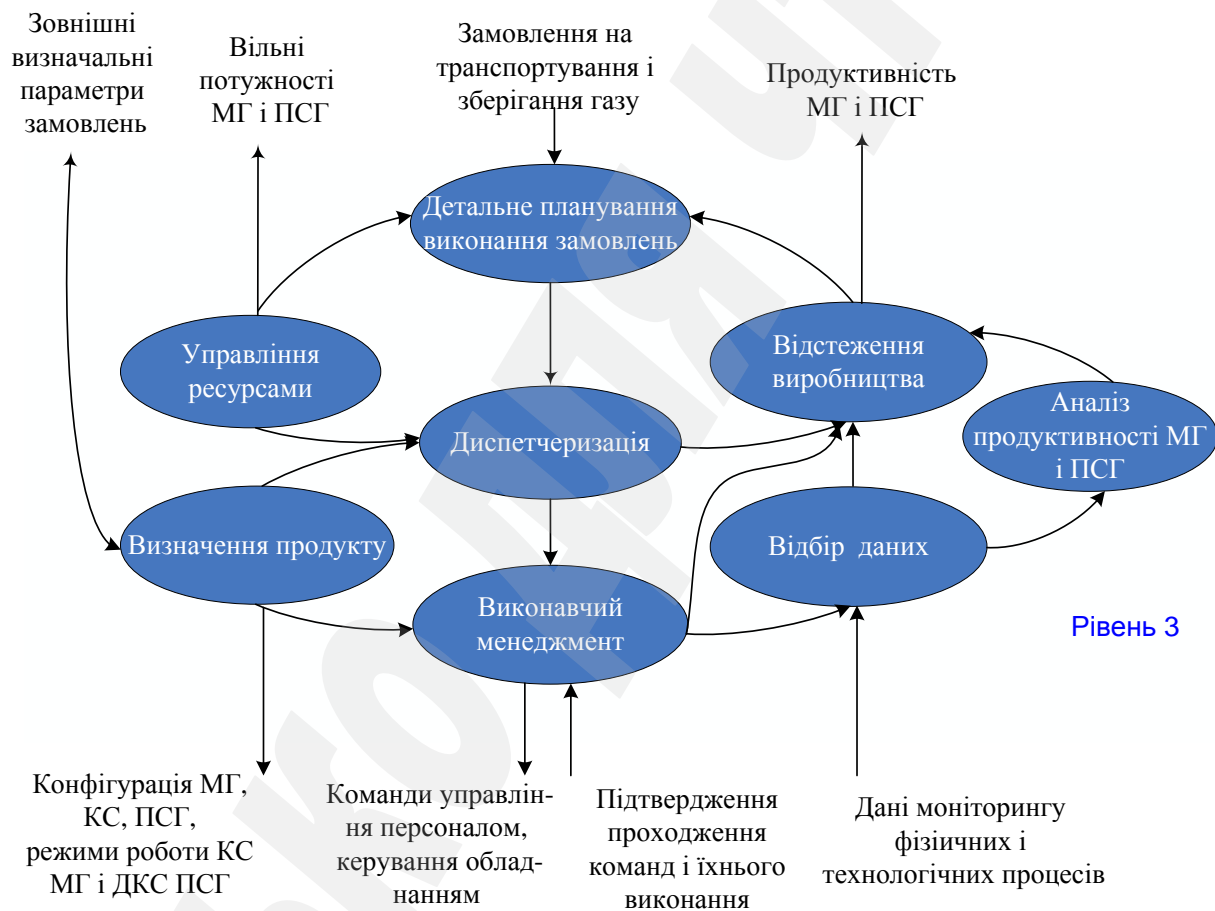 Зовнішні
визначальні
параметри
замовлень
Вільні
потужності
МГ і ПСГ
Замовлення на
транспортування і
зберігання газу
Продуктивність
МГ і ПСГ
Детальне планування
виконання замовлень
Управління
ресурсами
Відстеження
виробництва
Аналіз
продуктивності МГ
і ПСГ
Диспетчеризація
Визначення продукту
Відбір даних
Виконавчий
менеджмент
Рівень 3
Конфігурація МГ,
КС, ПСГ,
режими роботи КС
МГ і ДКС ПСГ
Команди управлін-
ня персоналом,
керування облад-
нанням
Підтвердження
проходження
команд і їхнього
виконання
Дані моніторингу
фізіичних і
технологічних процесів